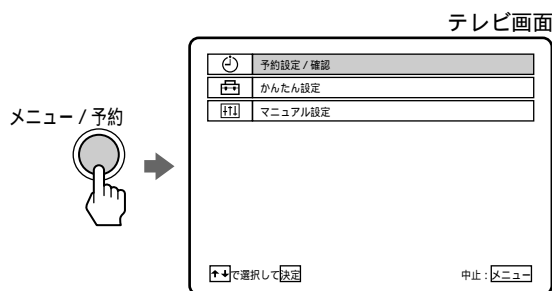 テレビ画面
予約設定 / 確認
かんたん設定
マニュアル設定
メニュー / 予約
↑↓で選択して決定
中止 : メニュー